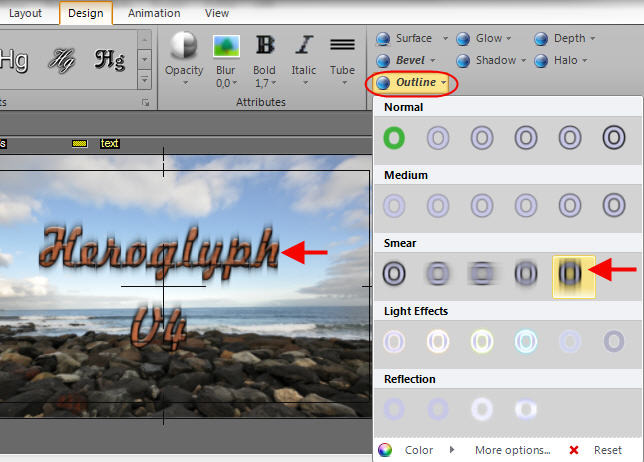 Layout Design Animation View
Hg Hg Hg
Surface Glow Depth
Bevel Shadow Halo
Outline
Opacity Blur 0,0 B Bold 1,7 I Italic Tube
Attributes
text
Heroglyph
V4
Normal
O O O O O O
Medium
O O O O O O
Smear
O O O O O
Light Effects
O O O O O O
Reflection
O O O O
Color More options... Reset